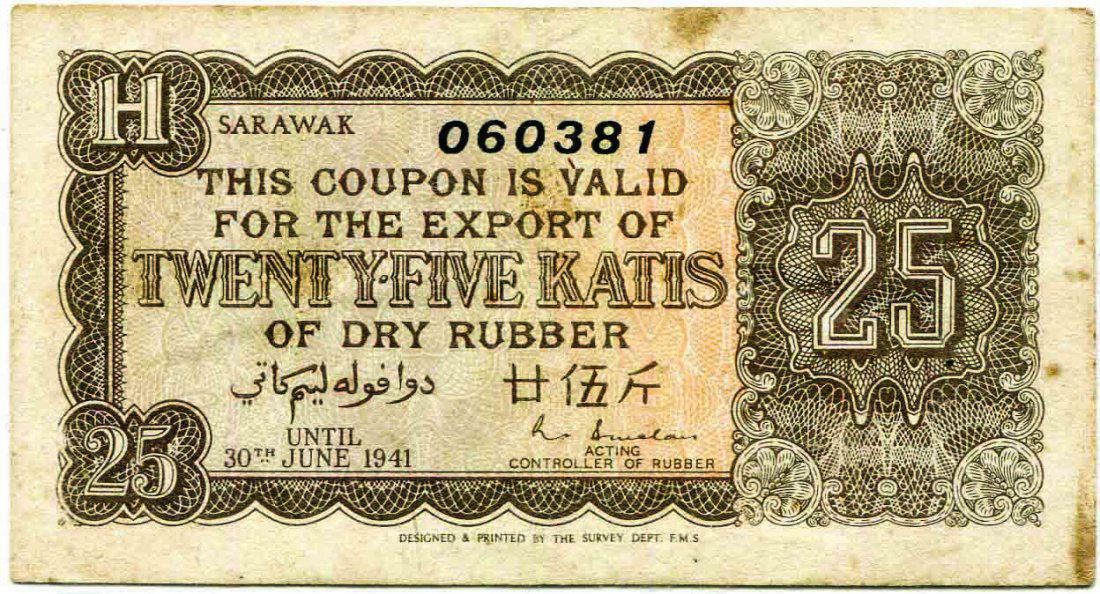 H
SARAWAK 060381
THIS COUPON IS VALID
FOR THE EXPORT OF
TWENTY-FIVE KATIS
OF DRY RUBBER
دوا فوله ليم كاتي 廿伍斤
25
UNTIL
30TH JUNE 1941
ACTING
CONTROLLER OF RUBBER
25
DESIGNED & PRINTED BY THE SURVEY DEPT. F.M.S.